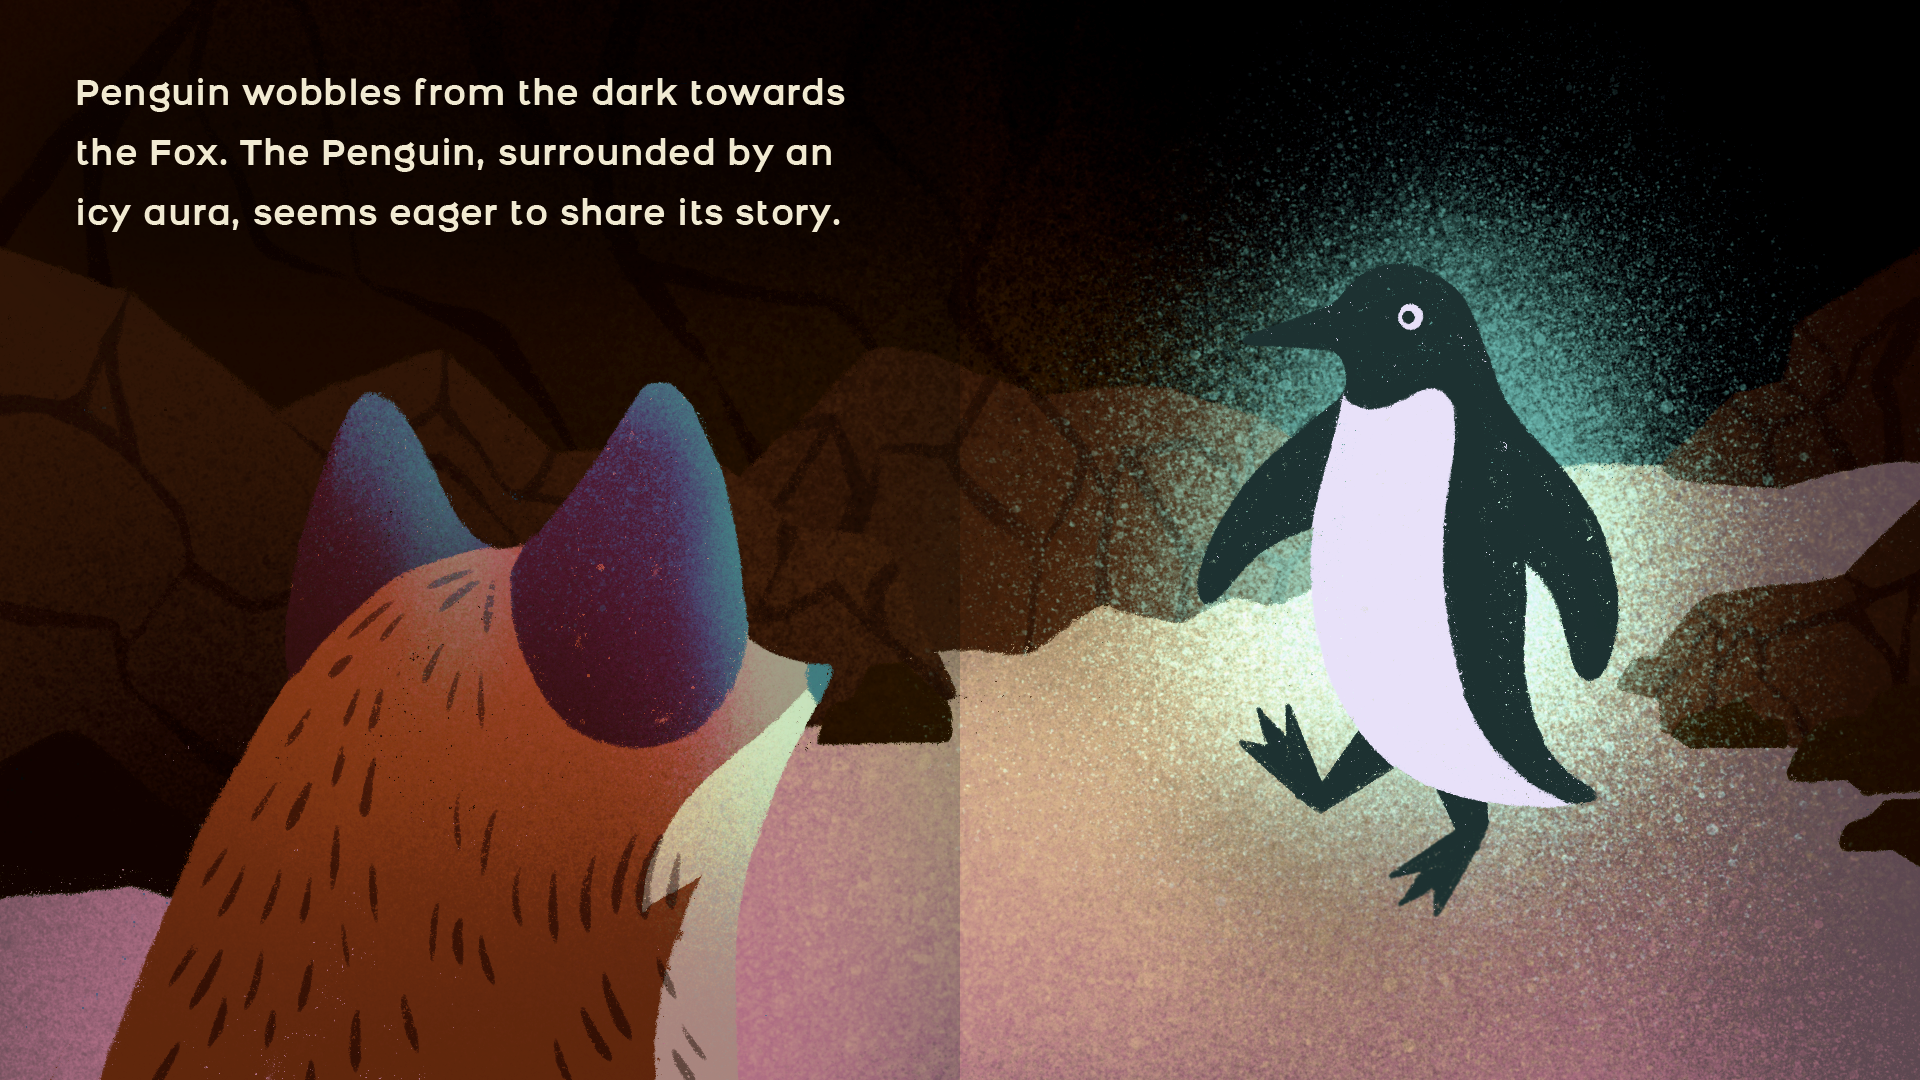 Penguin wobbles from the dark towards
the Fox. The Penguin, surrounded by an
icy aura, seems eager to share its story.